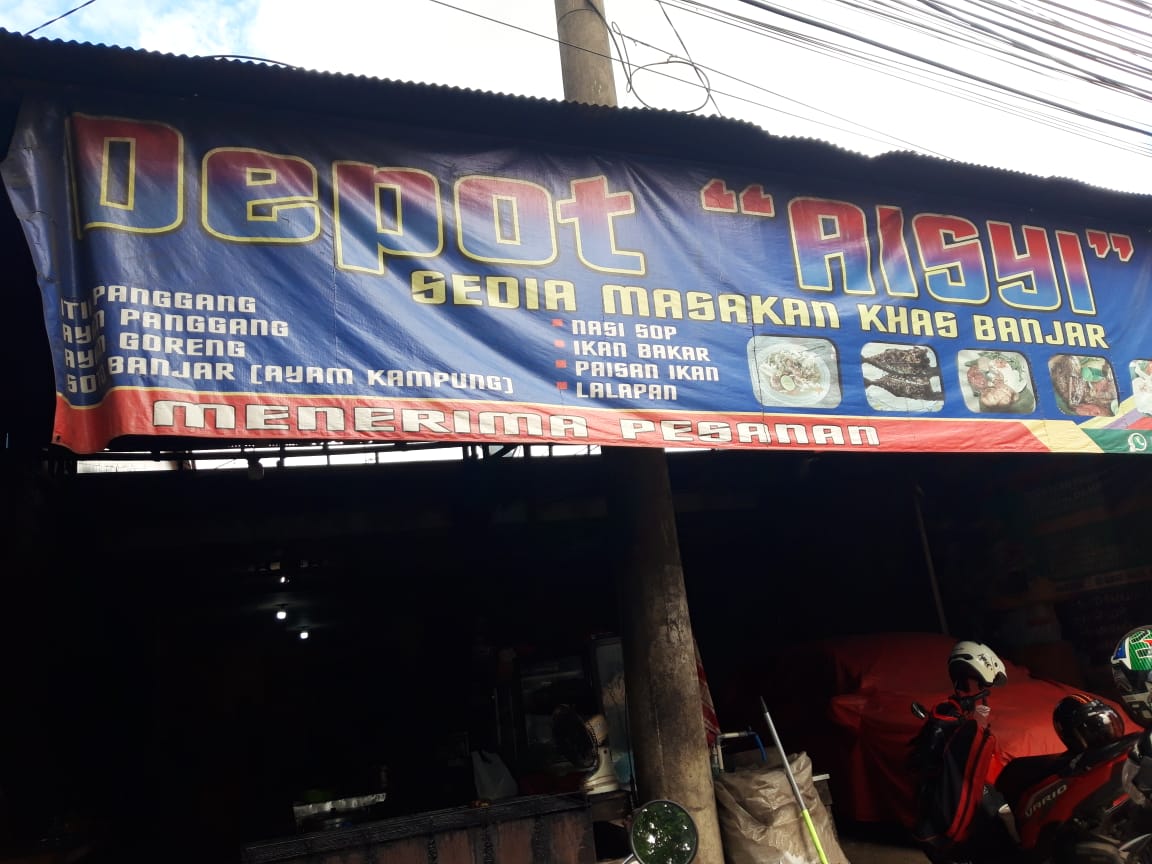 Depot “AISYI”
SEDIA MASAKAN KHAS BANJAR
PANGGANG
PANGGANG
GORENG
BANJAR (AYAM KAMPUNG)
NASI SOP
IKAN BAKAR
PAISAN IKAN
LALAPAN
MENERIMA PESANAN
VARIO